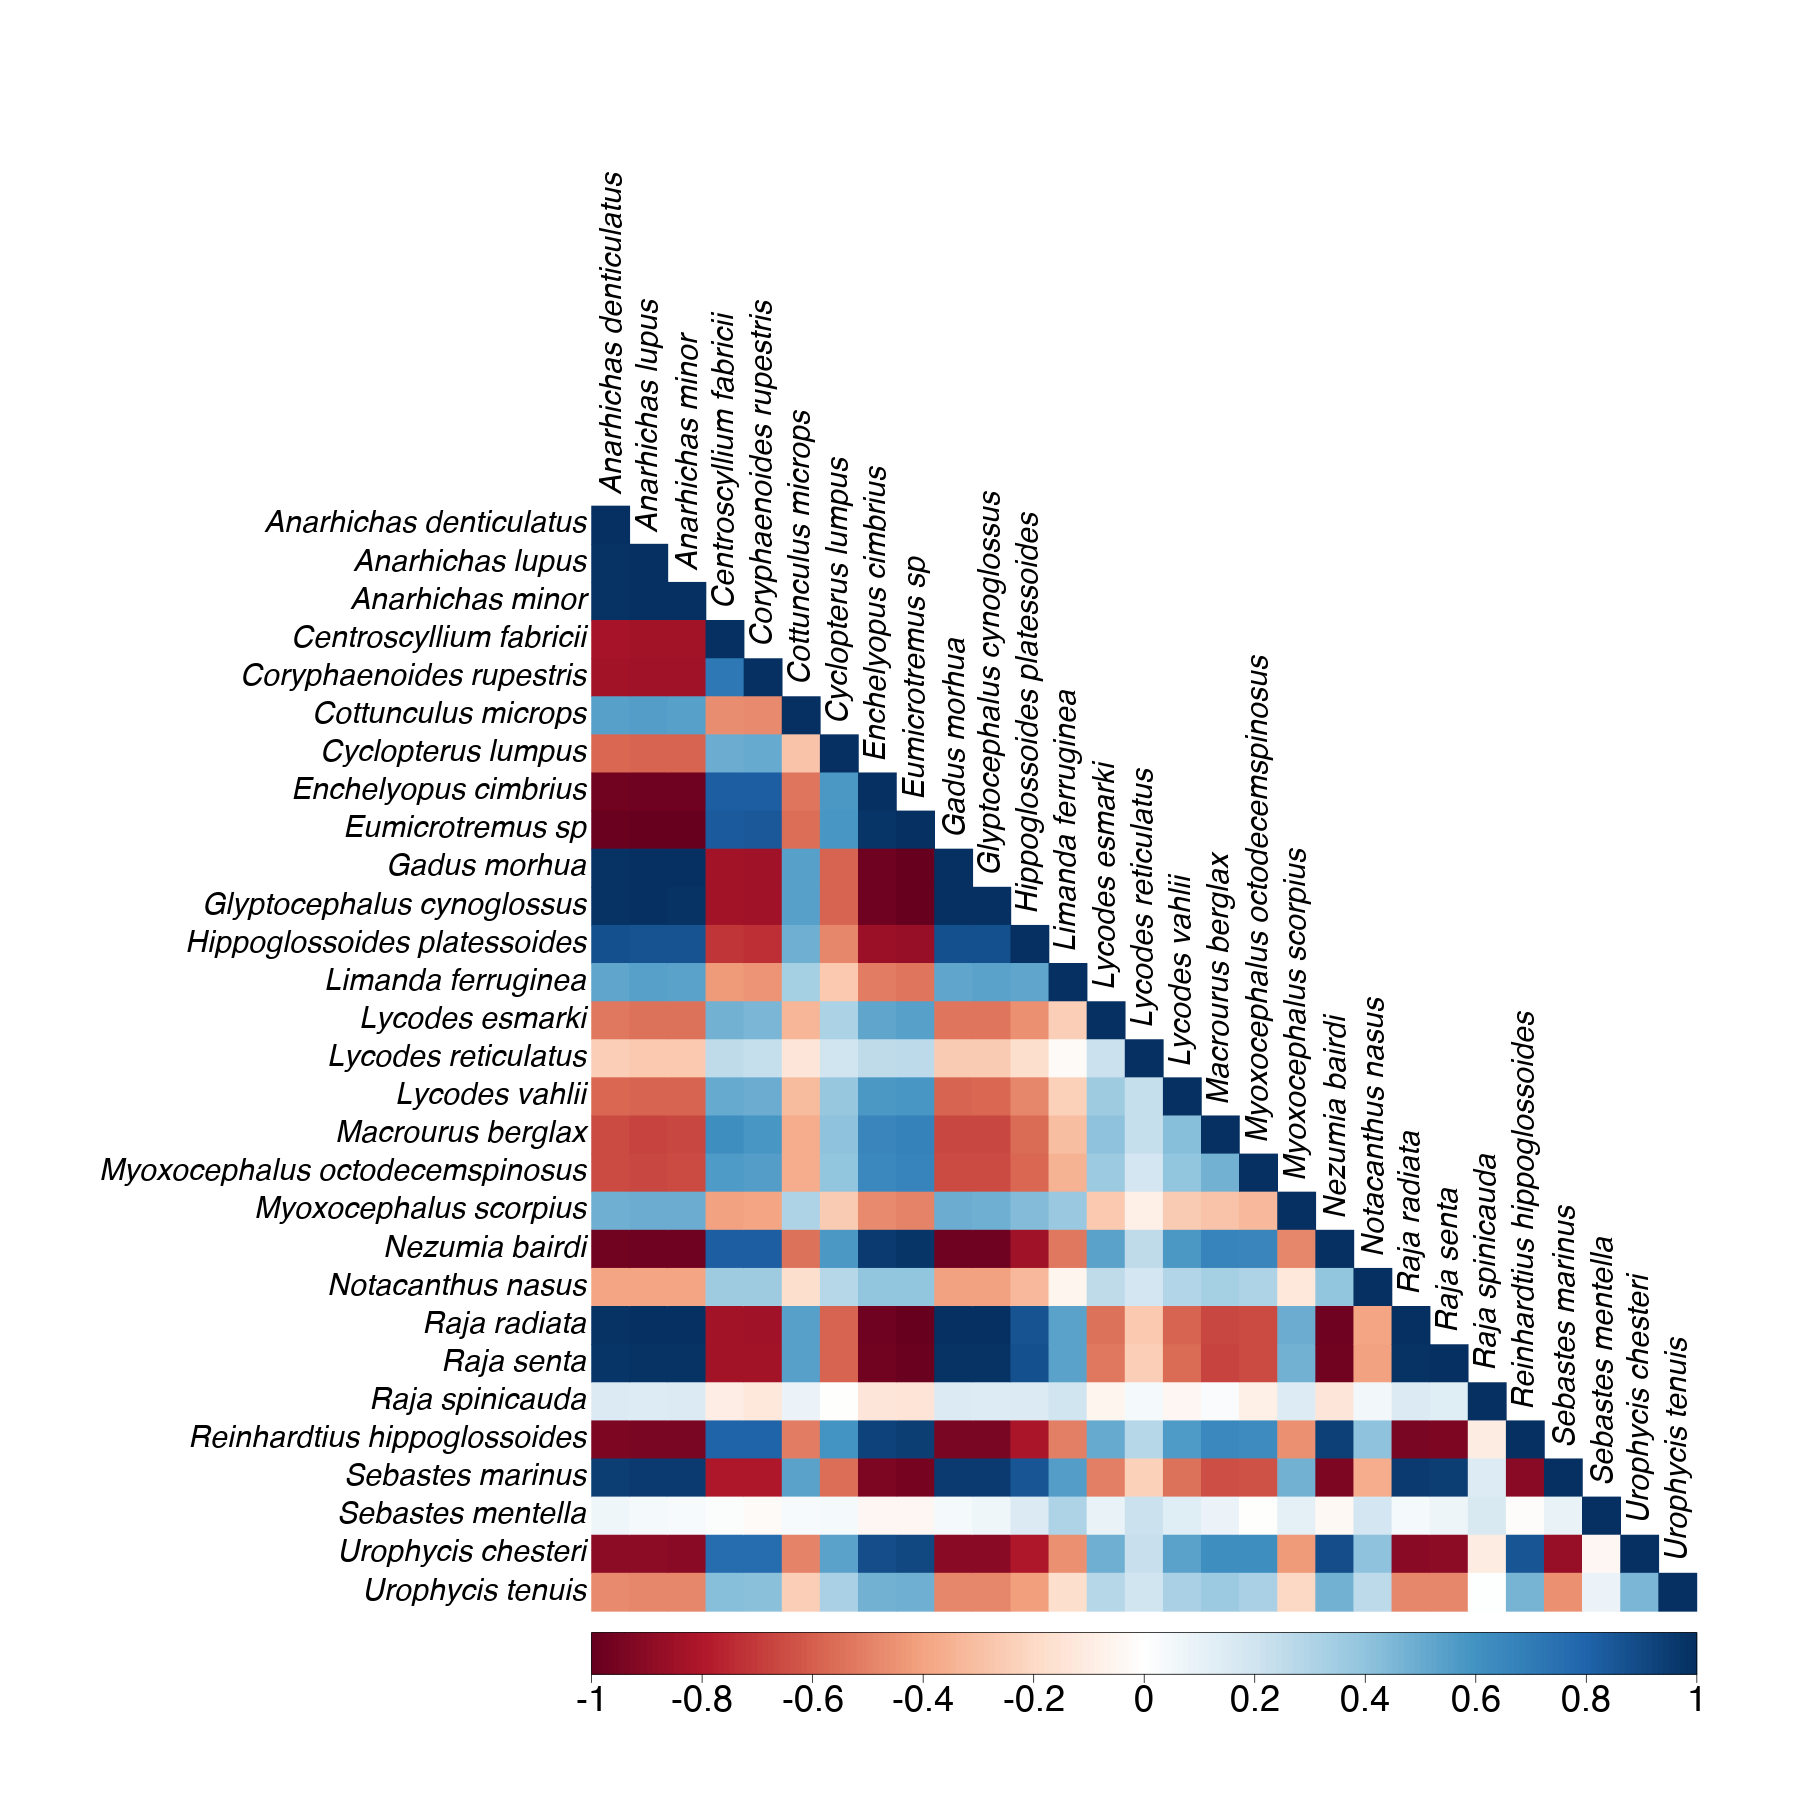 Anarhichas denticulatus
Anarhichas lupus
Anarhichas minor
Centroscyllium fabricii
Coryphaenoides rupestris
Cottunculus microps
Cyclopterus lumpus
Enchelyopus cimbrius
Eumicrotremus sp
Gadus morhua
Glyptocephalus cynoglossus
Hippoglossoides platessoides
Limanda ferruginea
Lycodes esmarki
Lycodes reticulatus
Lycodes vahlii
Macrourus berglax
Myoxocephalus octodecemspinosus
Myoxocephalus scorpius
Nezumia bairdi
Notacanthus nasus
Raja radiata
Raja senta
Raja spinicauda
Reinhardtius hippoglossoides
Sebastes marinus
Sebastes mentella
Urophycis chesteri
Urophycis tenuis
Anarhichas denticulatus
Anarhichas lupus
Anarhichas minor
Centroscyllium fabricii
Coryphaenoides rupestris
Cottunculus microps
Cyclopterus lumpus
Enchelyopus cimbrius
Eumicrotremus sp
Gadus morhua
Glyptocephalus cynoglossus
Hippoglossoides platessoides
Limanda ferruginea
Lycodes esmarki
Lycodes reticulatus
Lycodes vahlii
Macrourus berglax
Myoxocephalus octodecemspinosus
Myoxocephalus scorpius
Nezumia bairdi
Notacanthus nasus
Raja radiata
Raja senta
Raja spinicauda
Reinhardtius hippoglossoides
Sebastes marinus
Sebastes mentella
Urophycis chesteri
Urophycis tenuis
-1 -0.8 -0.6 -0.4 -0.2 0 0.2 0.4 0.6 0.8 1